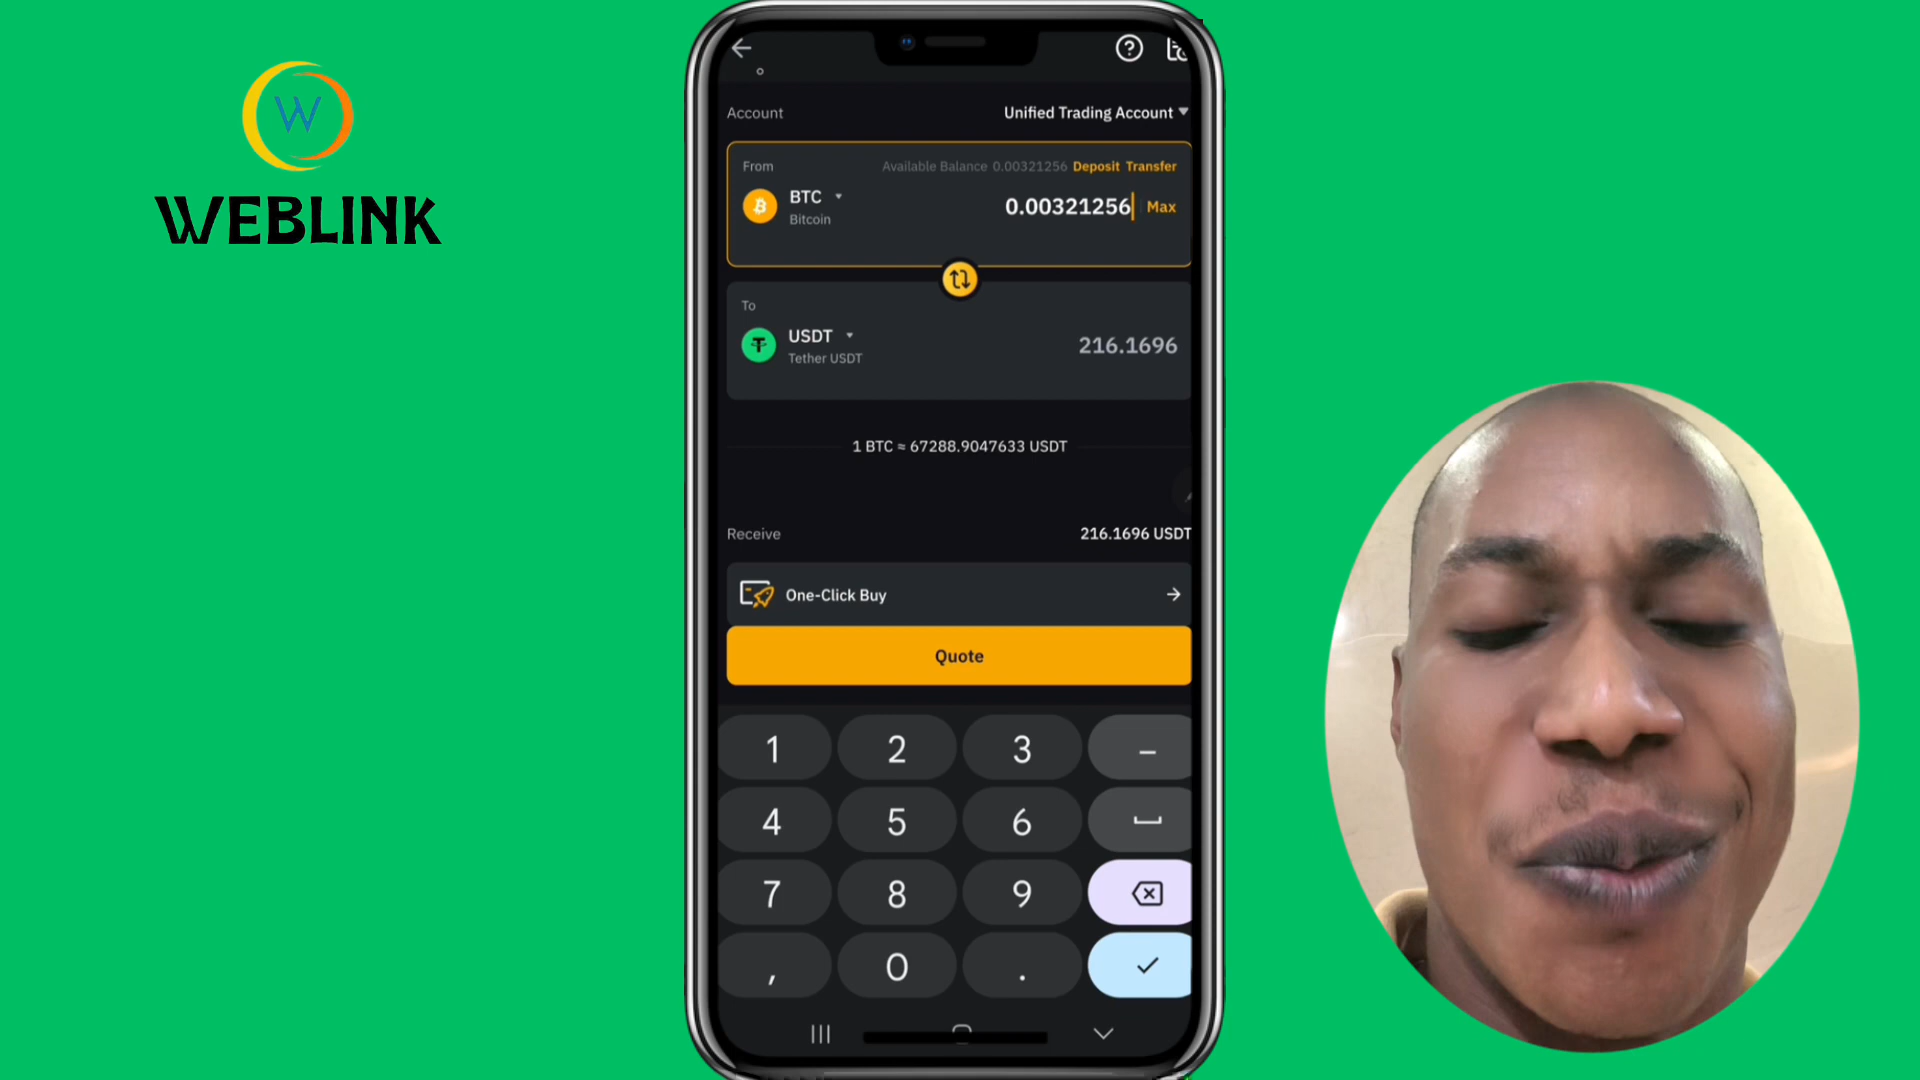 W
WEBLINK
Account
Unified Trading Account
From
Available Balance 0.00321256 Deposit Transfer
BTC
Bitcoin
0.00321256 Max
To
USDT
Tether USDT
216.1696
1 BTC ≈ 67288.9047633 USDT
Receive
216.1696 USDT
One-Click Buy
Quote
1 2 3 –
4 5 6
7 8 9
, 0 .